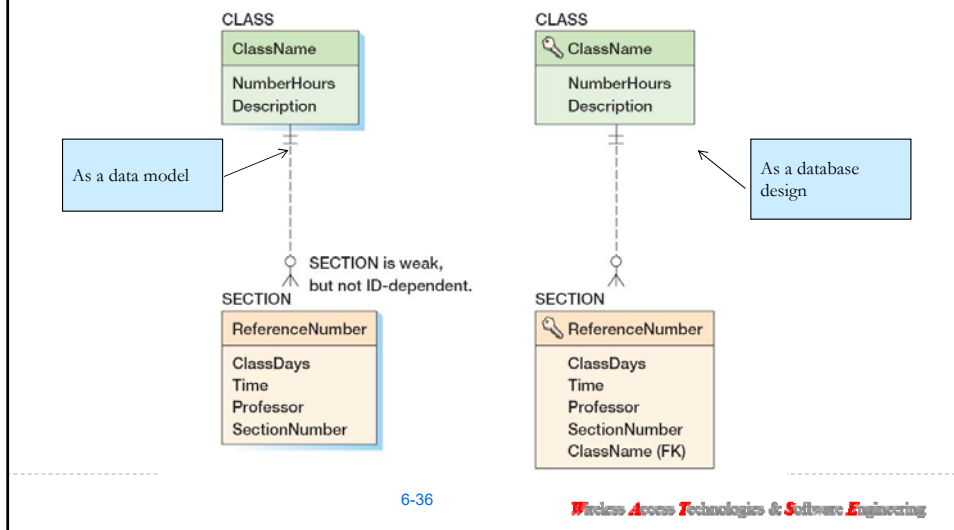 CLASS
ClassName
NumberHours
Description
As a data model
SECTION is weak,
but not ID-dependent.
SECTION
ReferenceNumber
ClassDays
Time
Professor
SectionNumber
CLASS
ClassName
NumberHours
Description
As a database
design
SECTION
ReferenceNumber
ClassDays
Time
Professor
SectionNumber
ClassName (FK)
6-36
Wireless Access Technologies & Software Engineering